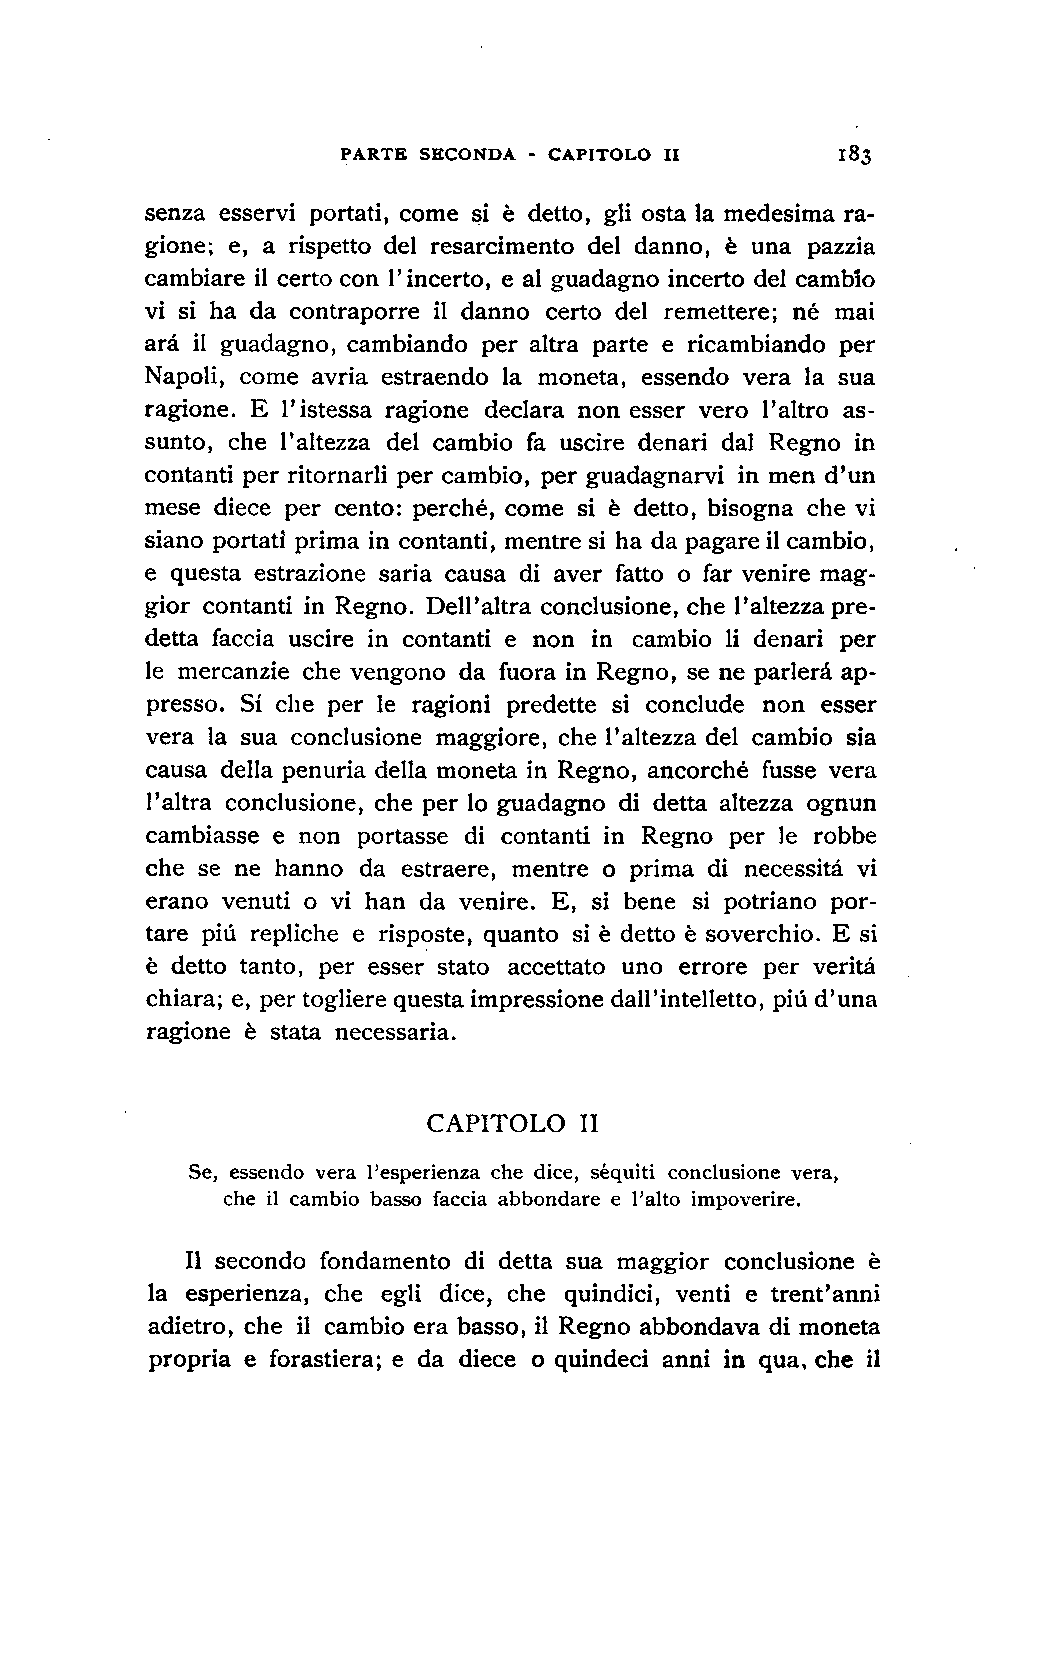 PARTE SECONDA - CAPITOLO II 183
senza esservi portati, come si è detto, gli osta la medesima ra-
gione; e, a rispetto del resarcimento del danno, è una pazzia
cambiare il certo con l'incerto, e al guadagno incerto del cambio
vi si ha da contraporre il danno certo del remettere; né mai
ará il guadagno, cambiando per altra parte e ricambiando per
Napoli, come avria estraendo la moneta, essendo vera la sua
ragione. E l'istessa ragione declara non esser vero l'altro as-
sunto, che l'altezza del cambio fa uscire denari dal Regno in
contanti per ritornarli per cambio, per guadagnarvi in men d'un
mese diece per cento: perché, come si è detto, bisogna che vi
siano portati prima in contanti, mentre si ha da pagare il cambio,
e questa estrazione saria causa di aver fatto o far venire mag-
gior contanti in Regno. Dell'altra conclusione, che l'altezza pre-
detta faccia uscire in contanti e non in cambio li denari per
le mercanzie che vengono da fuora in Regno, se ne parlerá ap-
presso. Sí che per le ragioni predette si conclude non esser
vera la sua conclusione maggiore, che l'altezza del cambio sia
causa della penuria della moneta in Regno, ancorché fusse vera
l'altra conclusione, che per lo guadagno di detta altezza ognun
cambiasse e non portasse di contanti in Regno per le robbe
che se ne hanno da estraere, mentre o prima di necessitá vi
erano venuti o vi han da venire. E, si bene si potriano por-
tare piú repliche e risposte, quanto si è detto è soverchio. E si
è detto tanto, per esser stato accettato uno errore per veritá
chiara; e, per togliere questa impressione dall'intelletto, piú d'una
ragione è stata necessaria.
CAPITOLO II
Se, essendo vera l'esperienza che dice, séquiti conclusione vera,
che il cambio basso faccia abbondare e l'alto impoverire.
Il secondo fondamento di detta sua maggior conclusione è
la esperienza, che egli dice, che quindici, venti e trent'anni
adietro, che il cambio era basso, il Regno abbondava di moneta
propria e forastiera; e da diece o quindeci anni in qua, che il